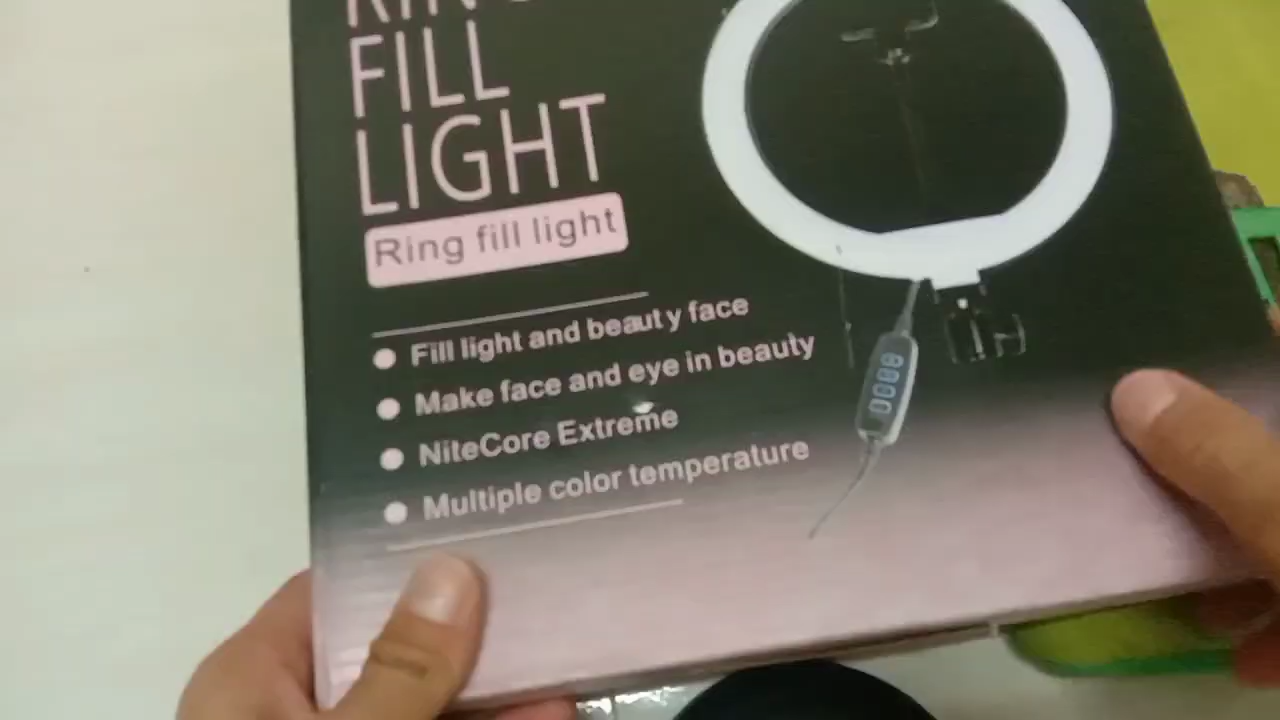 RING
FILL
LIGHT
Ring fill light
Fill light and beauty face
Make face and eye in beauty
NiteCore Extreme
Multiple color temperature